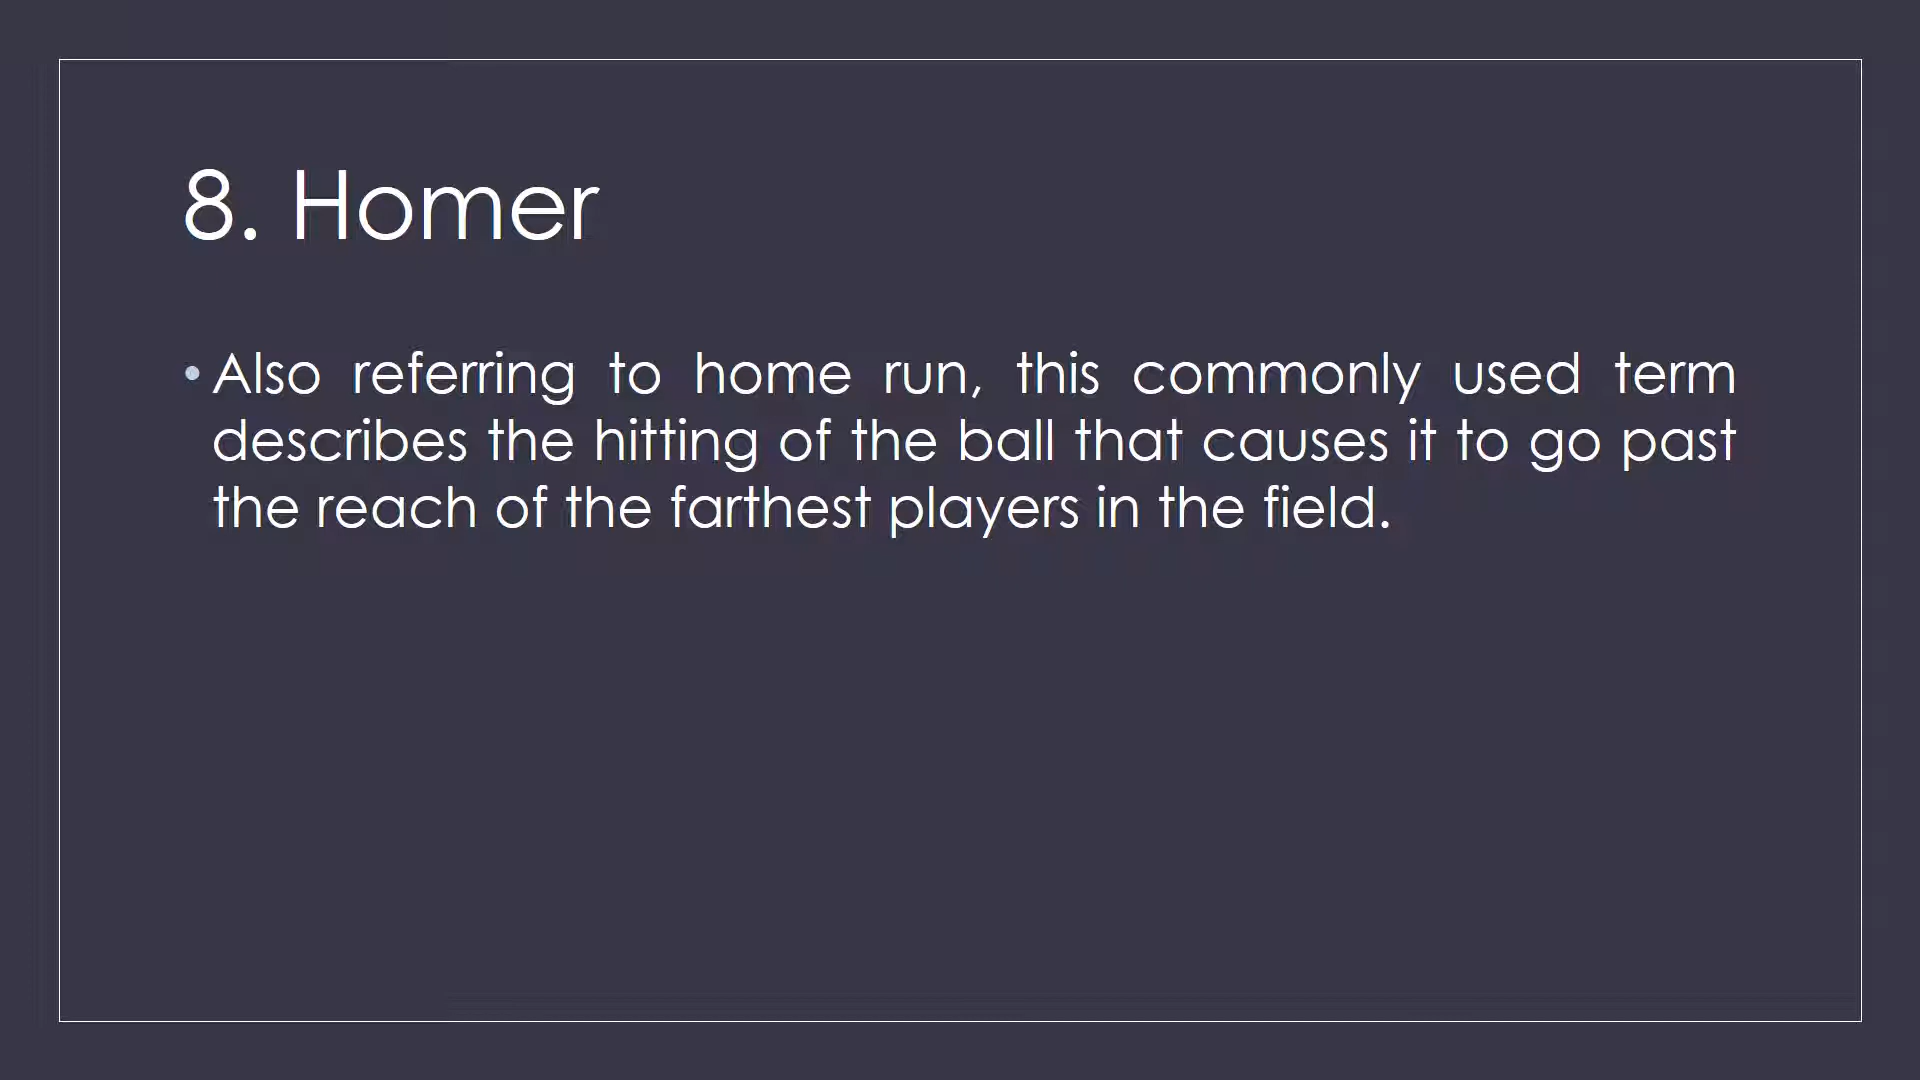 8. Homer
• Also referring to home run, this commonly used term
describes the hitting of the ball that causes it to go past
the reach of the farthest players in the field.